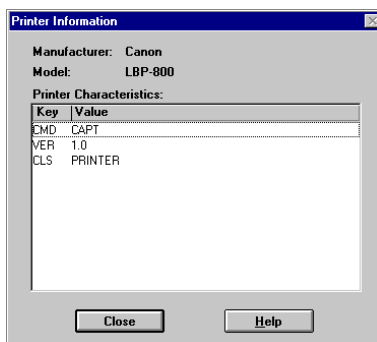 Printer Information
Manufacturer: Canon
Model: LBP-800
Printer Characteristics:
Key Value
CMD CAPT
VER 1.0
CLS PRINTER
Close Help